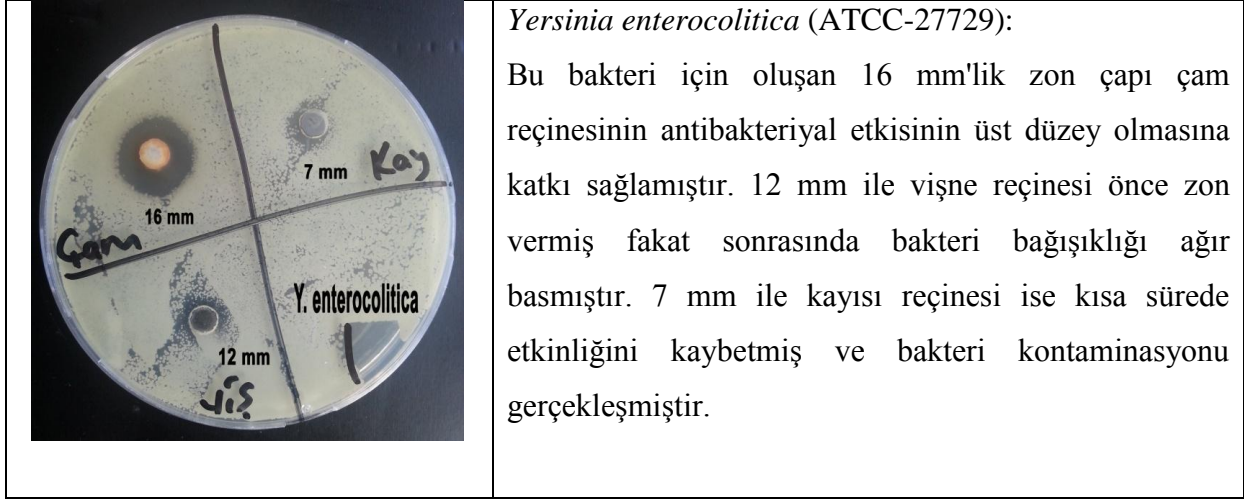 Kay
7 mm
16 mm
Çam
Y. enterocolitica
12 mm
Viş
Yersinia enterocolitica (ATCC-27729):
Bu bakteri için oluşan 16 mm'lik zon çapı çam
reçinesinin antibakteriyal etkisinin üst düzey olmasına
katkı sağlamıştır. 12 mm ile vişne reçinesi önce zon
vermiş fakat sonrasında bakteri bağışıklığı ağır
basmıştır. 7 mm ile kayısı reçinesi ise kısa sürede
etkinliğini kaybetmiş ve bakteri kontaminasyonu
gerçekleşmiştir.